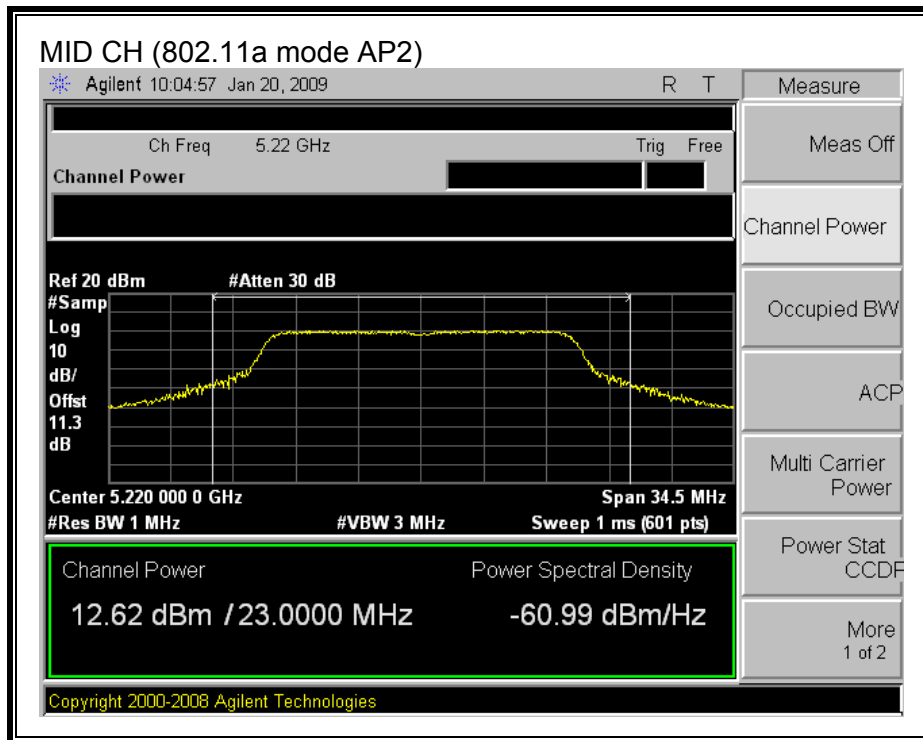 MID CH (802.11a mode AP2)
Agilent 10:04:57 Jan 20, 2009 R T
Measure
Ch Freq 5.22 GHz Trig Free
Meas Off
Channel Power
Channel Power
Ref 20 dBm #Atten 30 dB
#Samp
Log
10
dB/
Offst
11.3
dB
Occupied BW
ACP
Multi Carrier
Power
Center 5.220 000 0 GHz Span 34.5 MHz
#Res BW 1 MHz #VBW 3 MHz Sweep 1 ms (601 pts)
Power Stat
CCDF
Channel Power Power Spectral Density
12.62 dBm / 23.0000 MHz -60.99 dBm/Hz
More
1 of 2
Copyright 2000-2008 Agilent Technologies